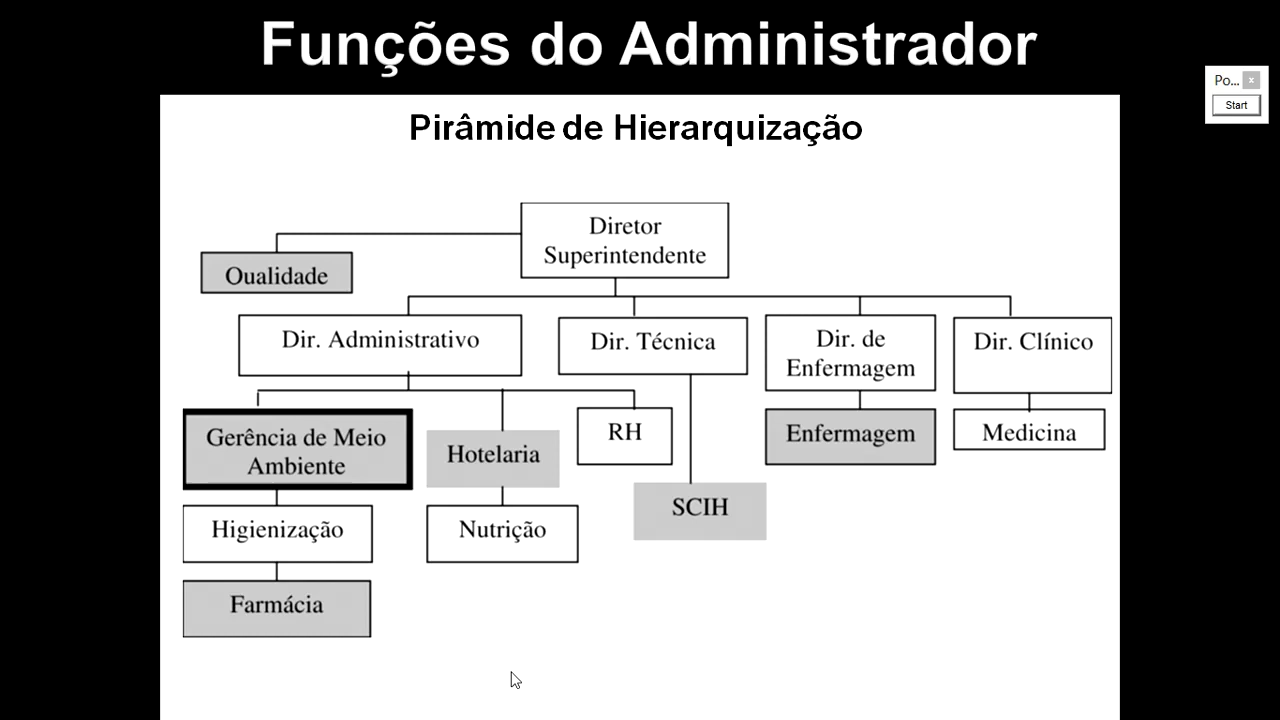 Funções do Administrador
Po...
x
Start
Pirâmide de Hierarquização
Diretor
Superintendente
Oualidade
Dir. Administrativo
Dir. Técnica
Dir. de
Enfermagem
Dir. Clínico
Gerência de Meio
Ambiente
Hotelaria
RH
Enfermagem
Medicina
SCIH
Higienização
Nutrição
Farmácia